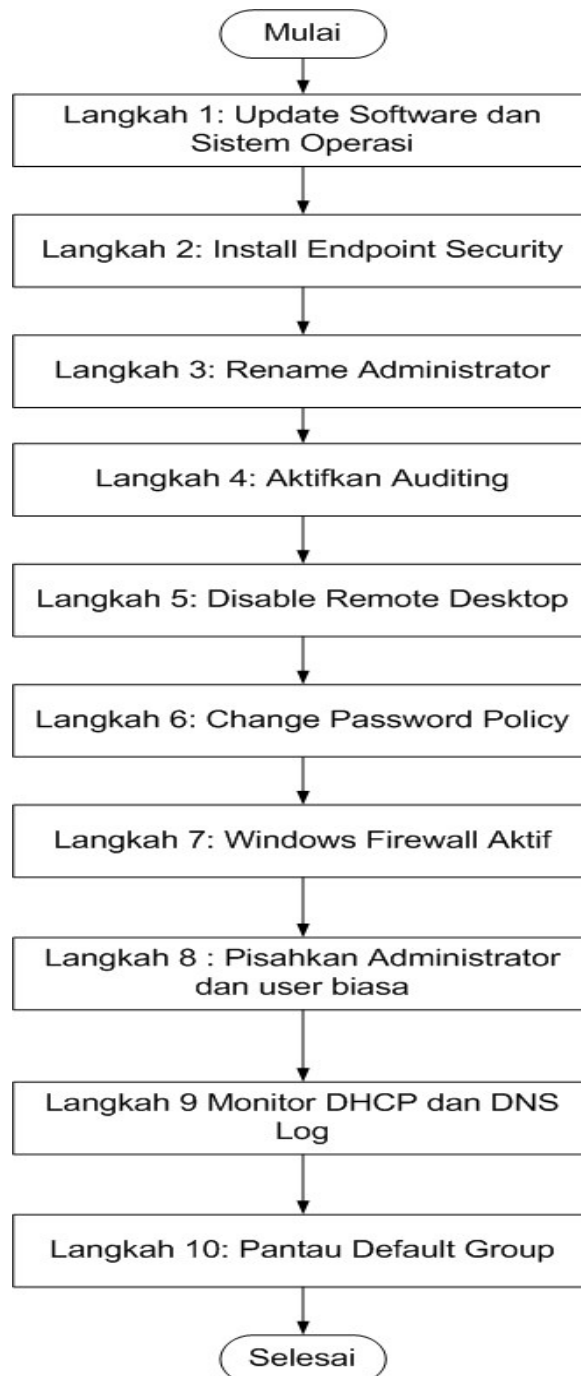 Mulai
Langkah 1: Update Software dan
Sistem Operasi
Langkah 2: Install Endpoint Security
Langkah 3: Rename Administrator
Langkah 4: Aktifkan Auditing
Langkah 5: Disable Remote Desktop
Langkah 6: Change Password Policy
Langkah 7: Windows Firewall Aktif
Langkah 8 : Pisahkan Administrator
dan user biasa
Langkah 9 Monitor DHCP dan DNS
Log
Langkah 10: Pantau Default Group
Selesai